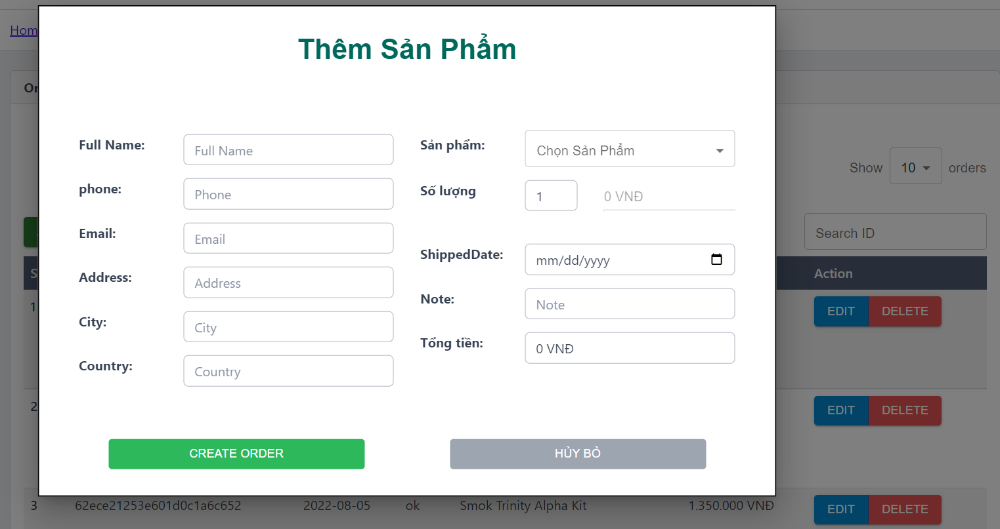 Hom
Thêm Sản Phẩm
Or
Full Name:
Full Name
Sản phẩm:
Chọn Sản Phẩm
Show
10
orders
phone:
Phone
Số lượng
1
0 VNĐ
Email:
Email
Search ID
ShippedDate:
mm/dd/yyyy
Address:
Address
S
Action
Note:
Note
1
EDIT
DELETE
City:
City
Tổng tiền:
0 VNĐ
Country:
Country
2
EDIT
DELETE
CREATE ORDER
HỦY BỎ
3
62ece21253e601d0c1a6c652
2022-08-05
ok
Smok Trinity Alpha Kit
1.350.000 VNĐ
EDIT
DELETE